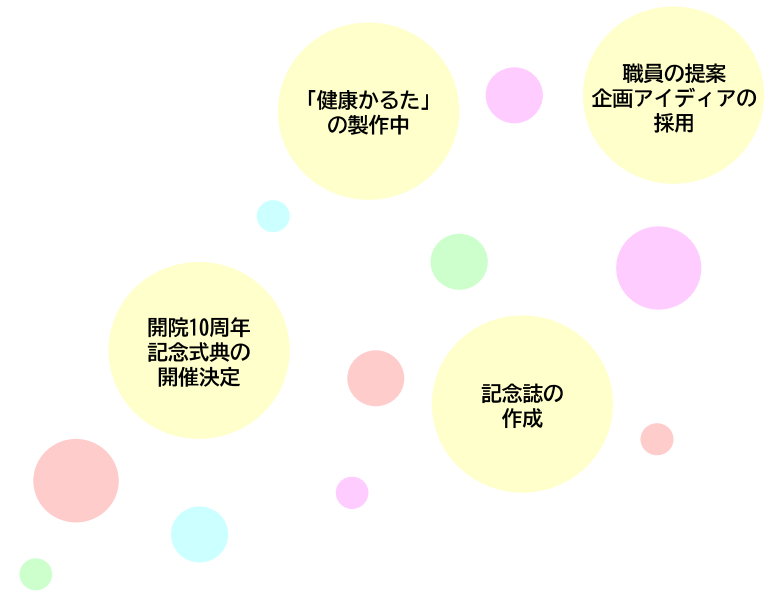 「健康かるた」
の製作中
職員の提案
企画アイディアの
採用
開院10周年
記念式典の
開催決定
記念誌の
作成